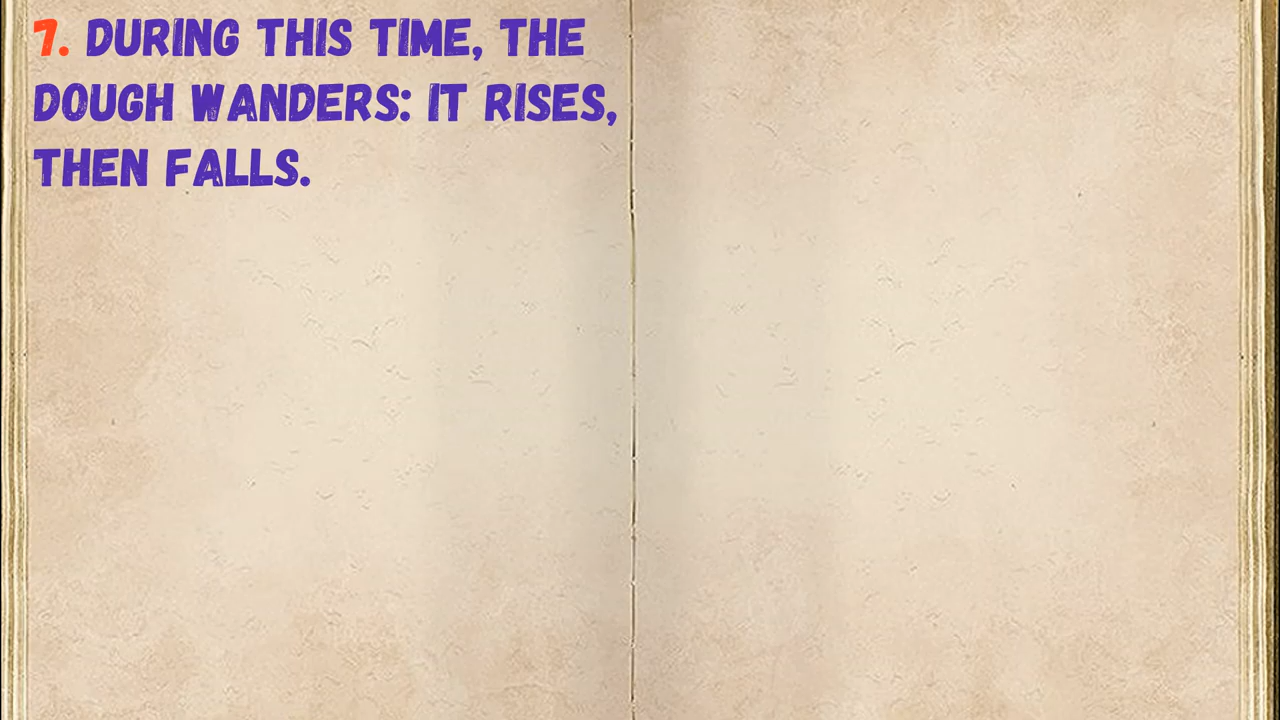 7. DURING THIS TIME, THE
DOUGH WANDERS: IT RISES,
THEN FALLS.